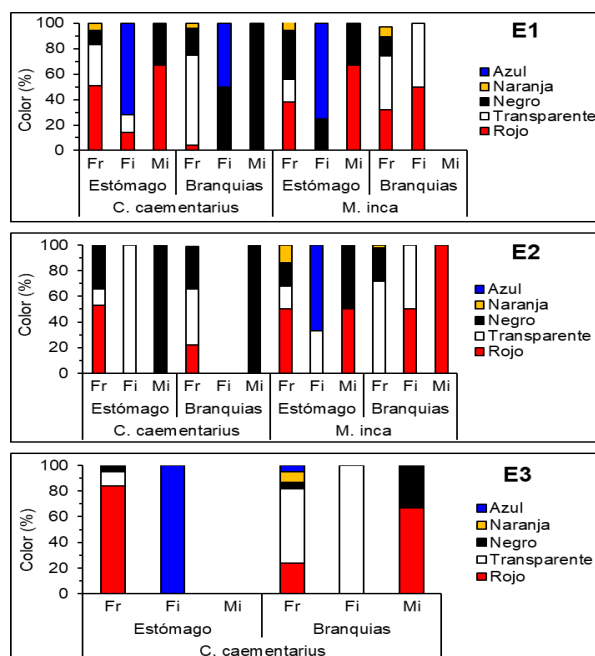 E1
100
80
60
40
20
0
Color (%)
Azul
Naranja
Negro
Transparente
Rojo
Fr Fi Mi Fr Fi Mi Fr Fi Mi Fr Fi Mi
Estómago Branquias Estómago Branquias
C. caementarius M. inca
E2
100
80
60
40
20
0
Color (%)
Azul
Naranja
Negro
Transparente
Rojo
Fr Fi Mi Fr Fi Mi Fr Fi Mi Fr Fi Mi
Estómago Branquias Estómago Branquias
C. caementarius M. inca
E3
100
80
60
40
20
0
Color (%)
Azul
Naranja
Negro
Transparente
Rojo
Fr Fi Mi Fr Fi Mi
Estómago Branquias
C. caementarius